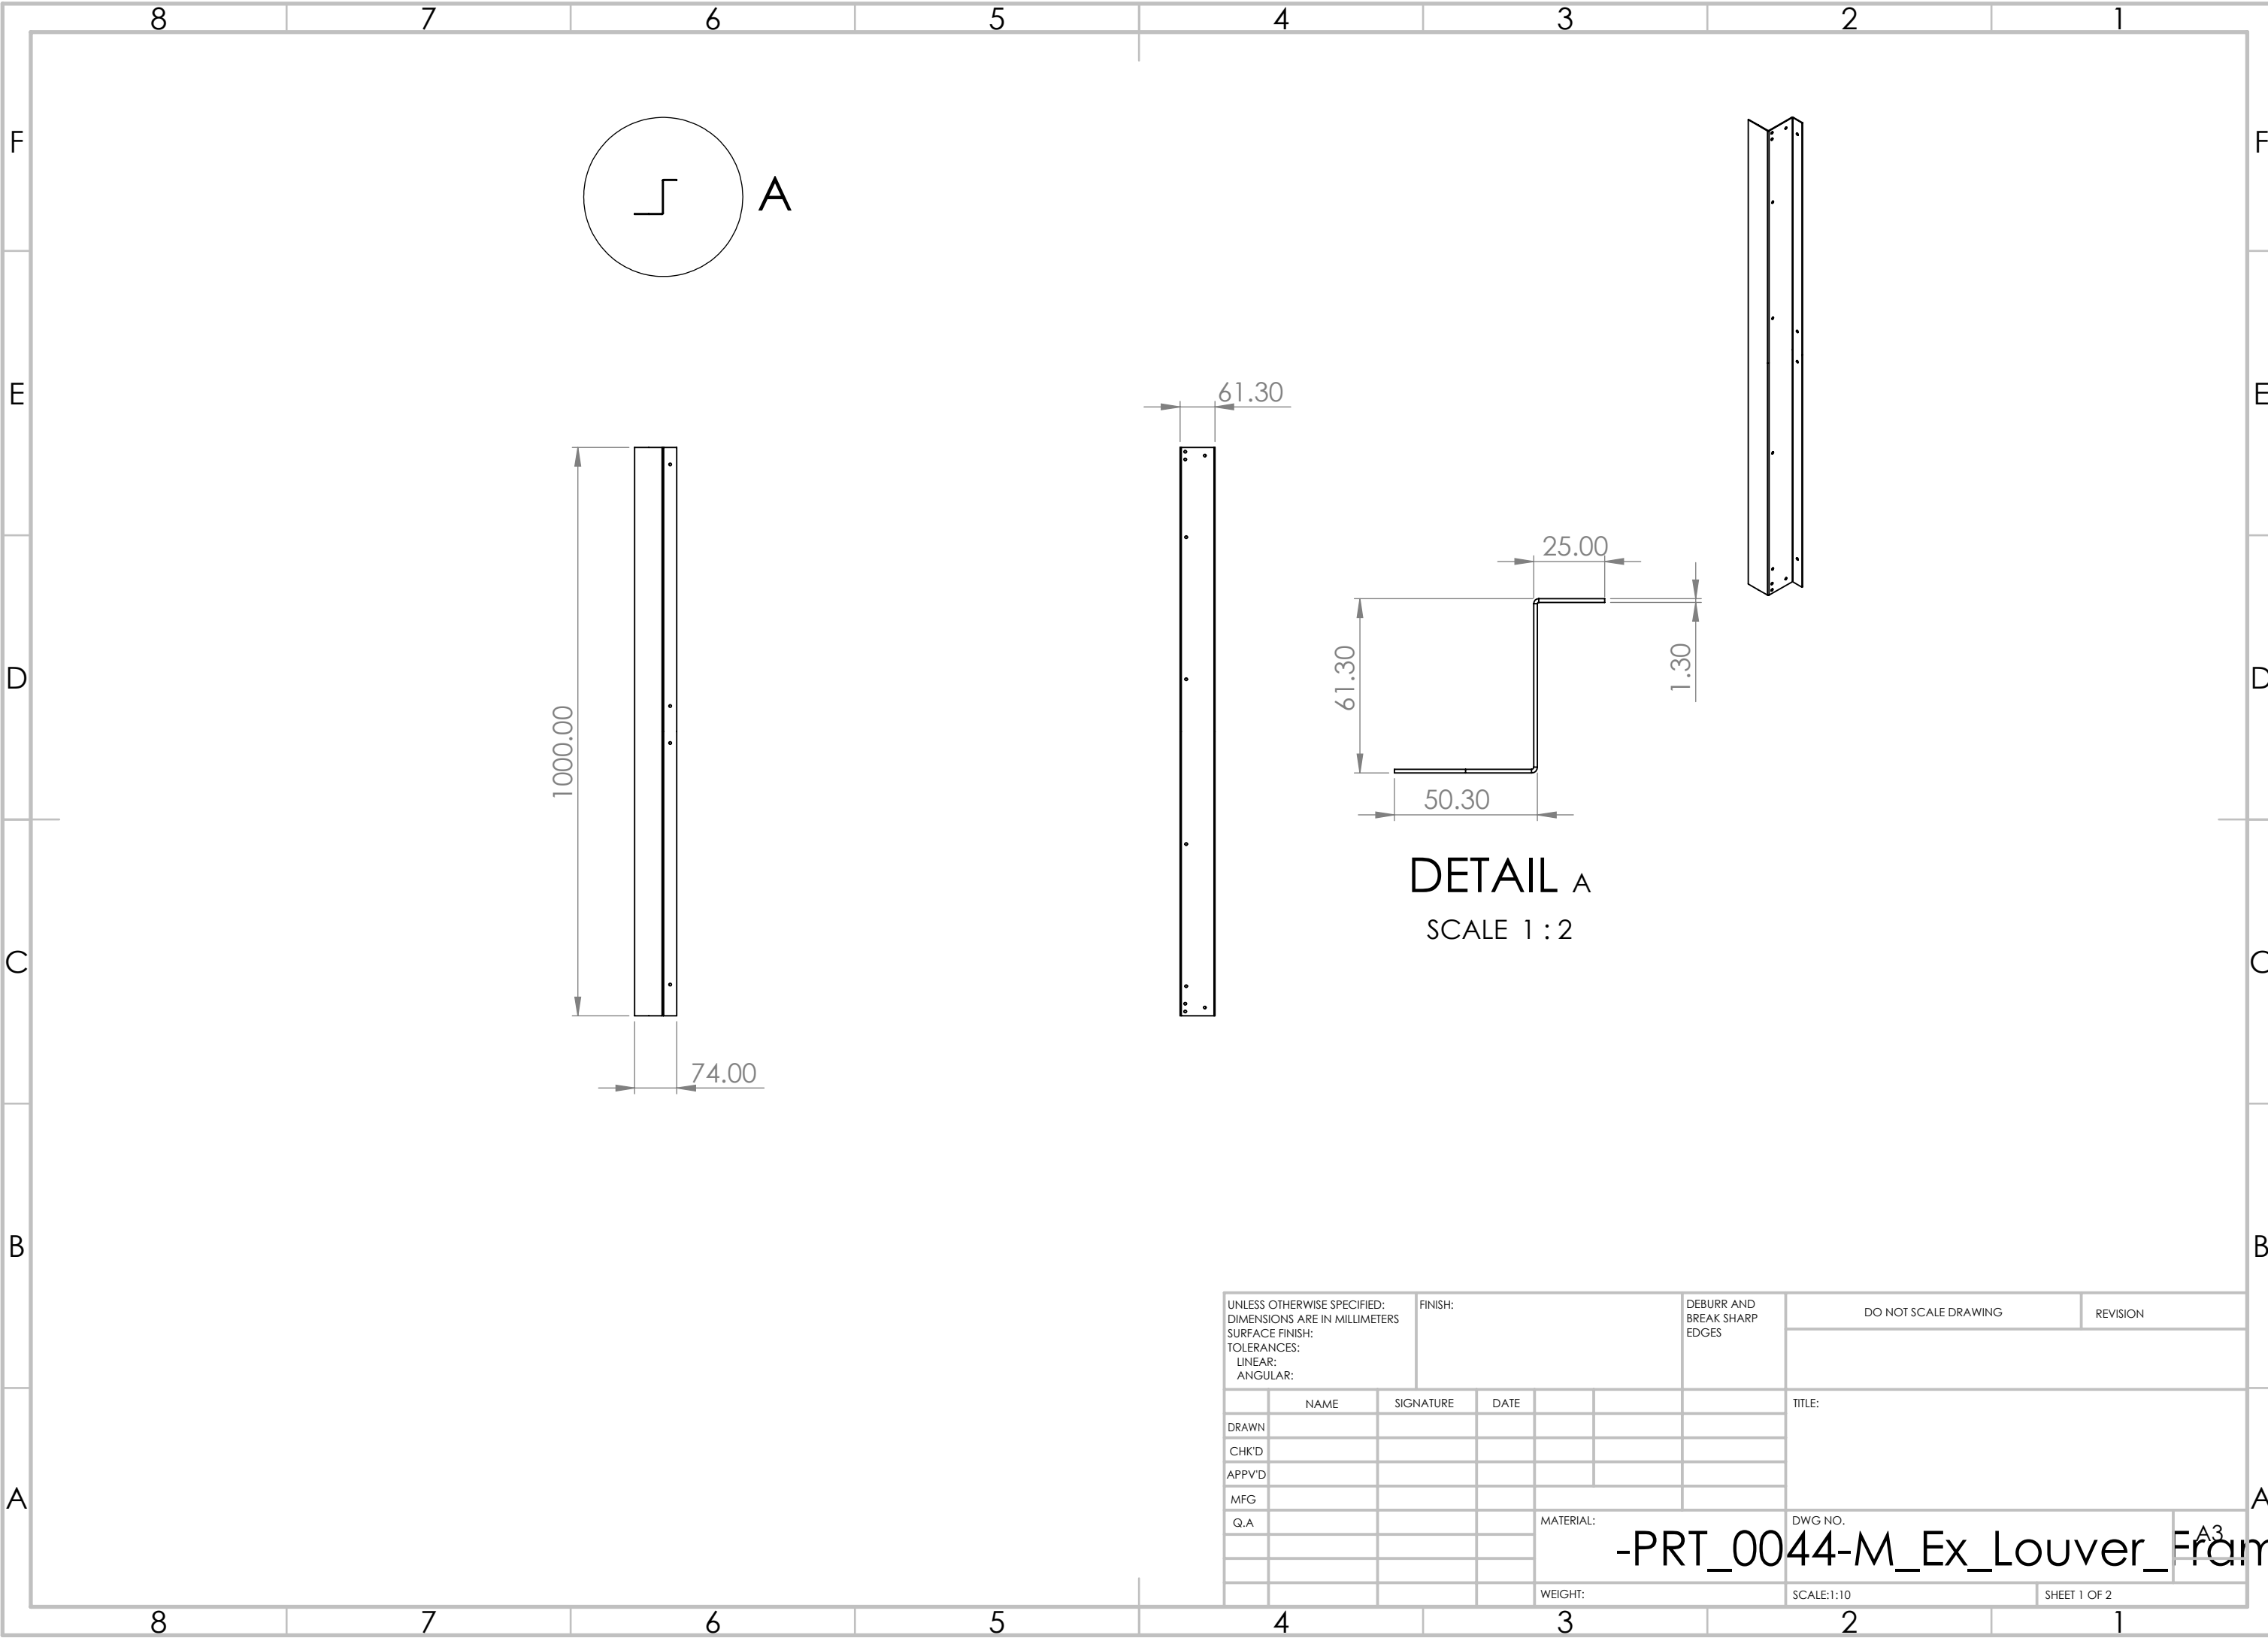 8 7 6 5 4 3 2 1
F F
A
E E
61.30
25.00
D D
61.30
1.30
1000.00
50.30
DETAIL A
SCALE 1 : 2
C C
74.00
B B
UNLESS OTHERWISE SPECIFIED:
DIMENSIONS ARE IN MILLIMETERS
SURFACE FINISH:
TOLERANCES:
LINEAR:
ANGULAR:
FINISH:
DEBURR AND
BREAK SHARP
EDGES
DO NOT SCALE DRAWING
REVISION
NAME SIGNATURE DATE
TITLE:
DRAWN
CHK'D
APPV'D
MFG
Q.A
A A
MATERIAL:
DWG NO.
-PRT_0044-M_Ex_Louver_Fram
A3
WEIGHT:
SCALE:1:10
SHEET 1 OF 2
8 7 6 5 4 3 2 1